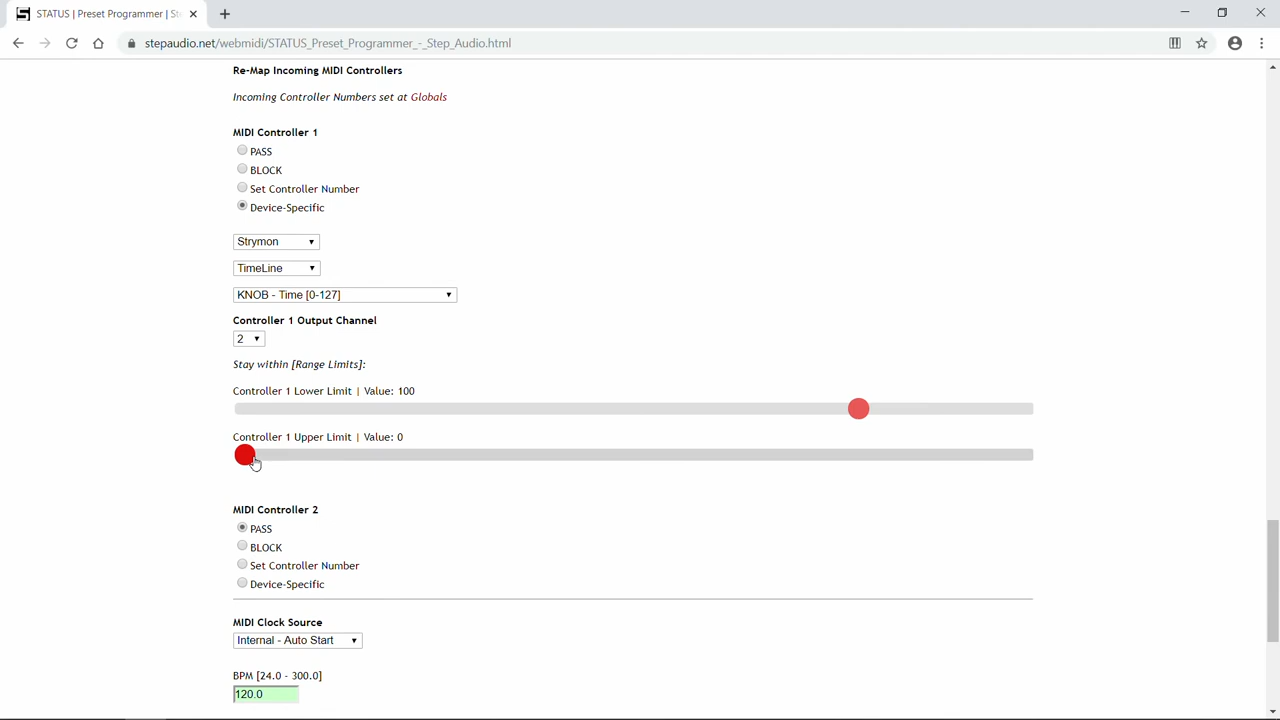 STATUS | Preset Programmer | St
stepaudio.net/webmidi/STATUS_Preset_Programmer_-_Step_Audio.html
Re-Map Incoming MIDI Controllers
Incoming Controller Numbers set at Globals
MIDI Controller 1
PASS
BLOCK
Set Controller Number
Device-Specific
Strymon
TimeLine
KNOB - Time [0-127]
Controller 1 Output Channel
2
Stay within [Range Limits]:
Controller 1 Lower Limit | Value: 100
Controller 1 Upper Limit | Value: 0
MIDI Controller 2
PASS
BLOCK
Set Controller Number
Device-Specific
MIDI Clock Source
Internal - Auto Start
BPM [24.0 - 300.0]
120.0